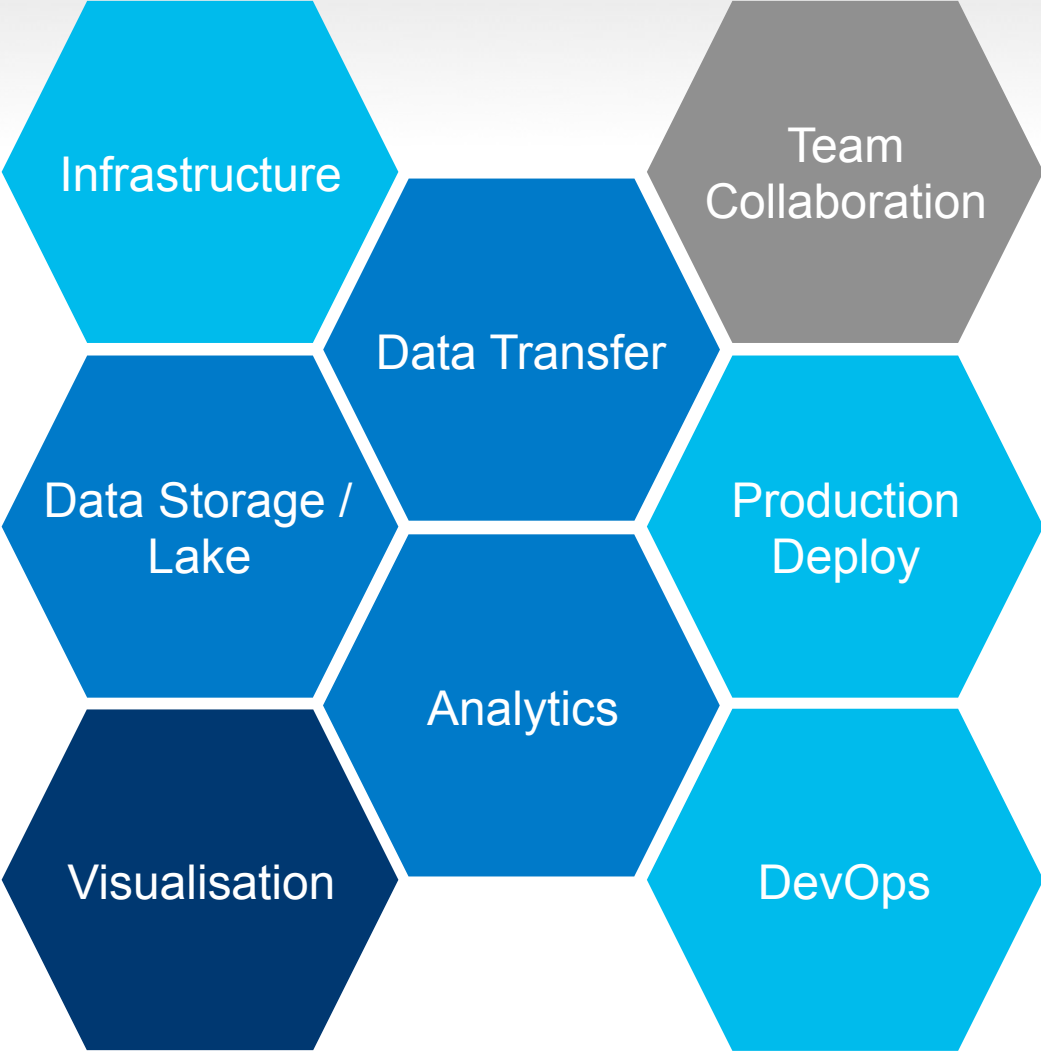 Infrastructure
Team
Collaboration
Data Transfer
Data Storage /
Lake
Production
Deploy
Analytics
Visualisation
DevOps